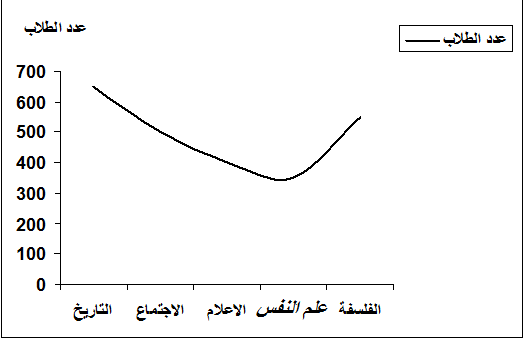 عدد الطلاب
عدد الطلاب
700
600
500
400
300
200
100
0
التاريخ
الاجتماع
الاعلام
علم النفس
الفلسفة